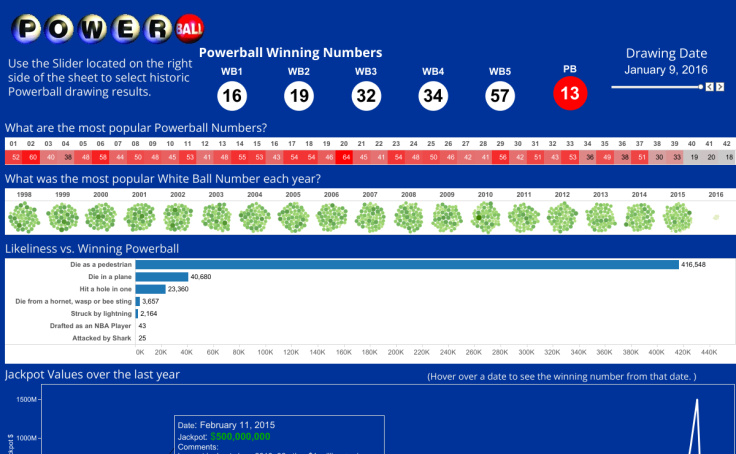 POWERBALL
Powerball Winning Numbers
Drawing Date
January 9, 2016
Use the Slider located on the right
side of the sheet to select historic
Powerball drawing results.
WB1 WB2 WB3 WB4 WB5 PB
16 19 32 34 57 13
What are the most popular Powerball Numbers?
01 02 03 04 05 06 07 08 09 10 11 12 13 14 15 16 17 18 19 20 21 22 23 24 25 26 27 28 29 30 31 32 33 34 35 36 37 38 39 40 41 42
52 60 40 38 48 58 44 50 48 45 53 41 48 55 53 43 54 54 46 64 45 41 54 48 50 46 42 41 56 42 51 43 53 36 49 38 51 30 33 19 20 18
What was the most popular White Ball Number each year?
1998 1999 2000 2001 2002 2003 2004 2005 2006 2007 2008 2009 2010 2011 2012 2013 2014 2015 2016
Likeliness vs. Winning Powerball
Die as a pedestrian 416,548
Die in a plane 40,680
Hit a hole in one 23,360
Die from a hornet, wasp or bee sting 3,657
Struck by lightning 2,164
Drafted as an NBA Player 43
Attacked by Shark 25
0K 20K 40K 60K 80K 100K 120K 140K 160K 180K 200K 220K 240K 260K 280K 300K 320K 340K 360K 380K 400K 420K 440K
Jackpot Values over the last year
(Hover over a date to see the winning number from that date. )
1500M
1000M
Date: February 11, 2015
Jackpot: $500,000,000
Comments: